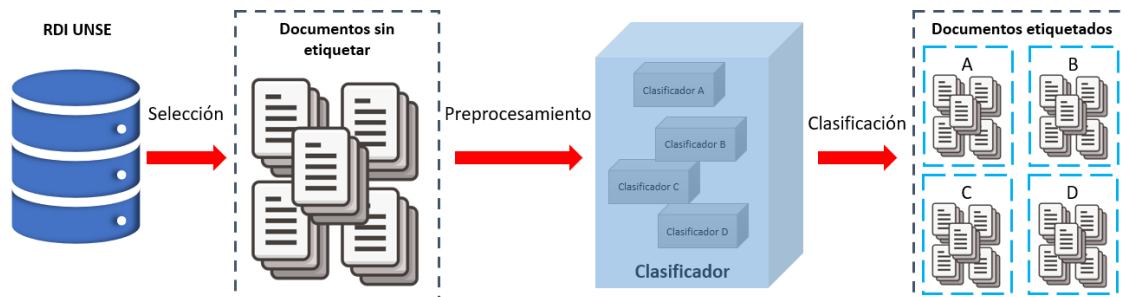 RDI UNSE
Selección
Documentos sin
etiquetar
Preprocesamiento
Clasificador A
Clasificador B
Clasificador C
Clasificador D
Clasificador
Clasificación
Documentos etiquetados
A
B
C
D